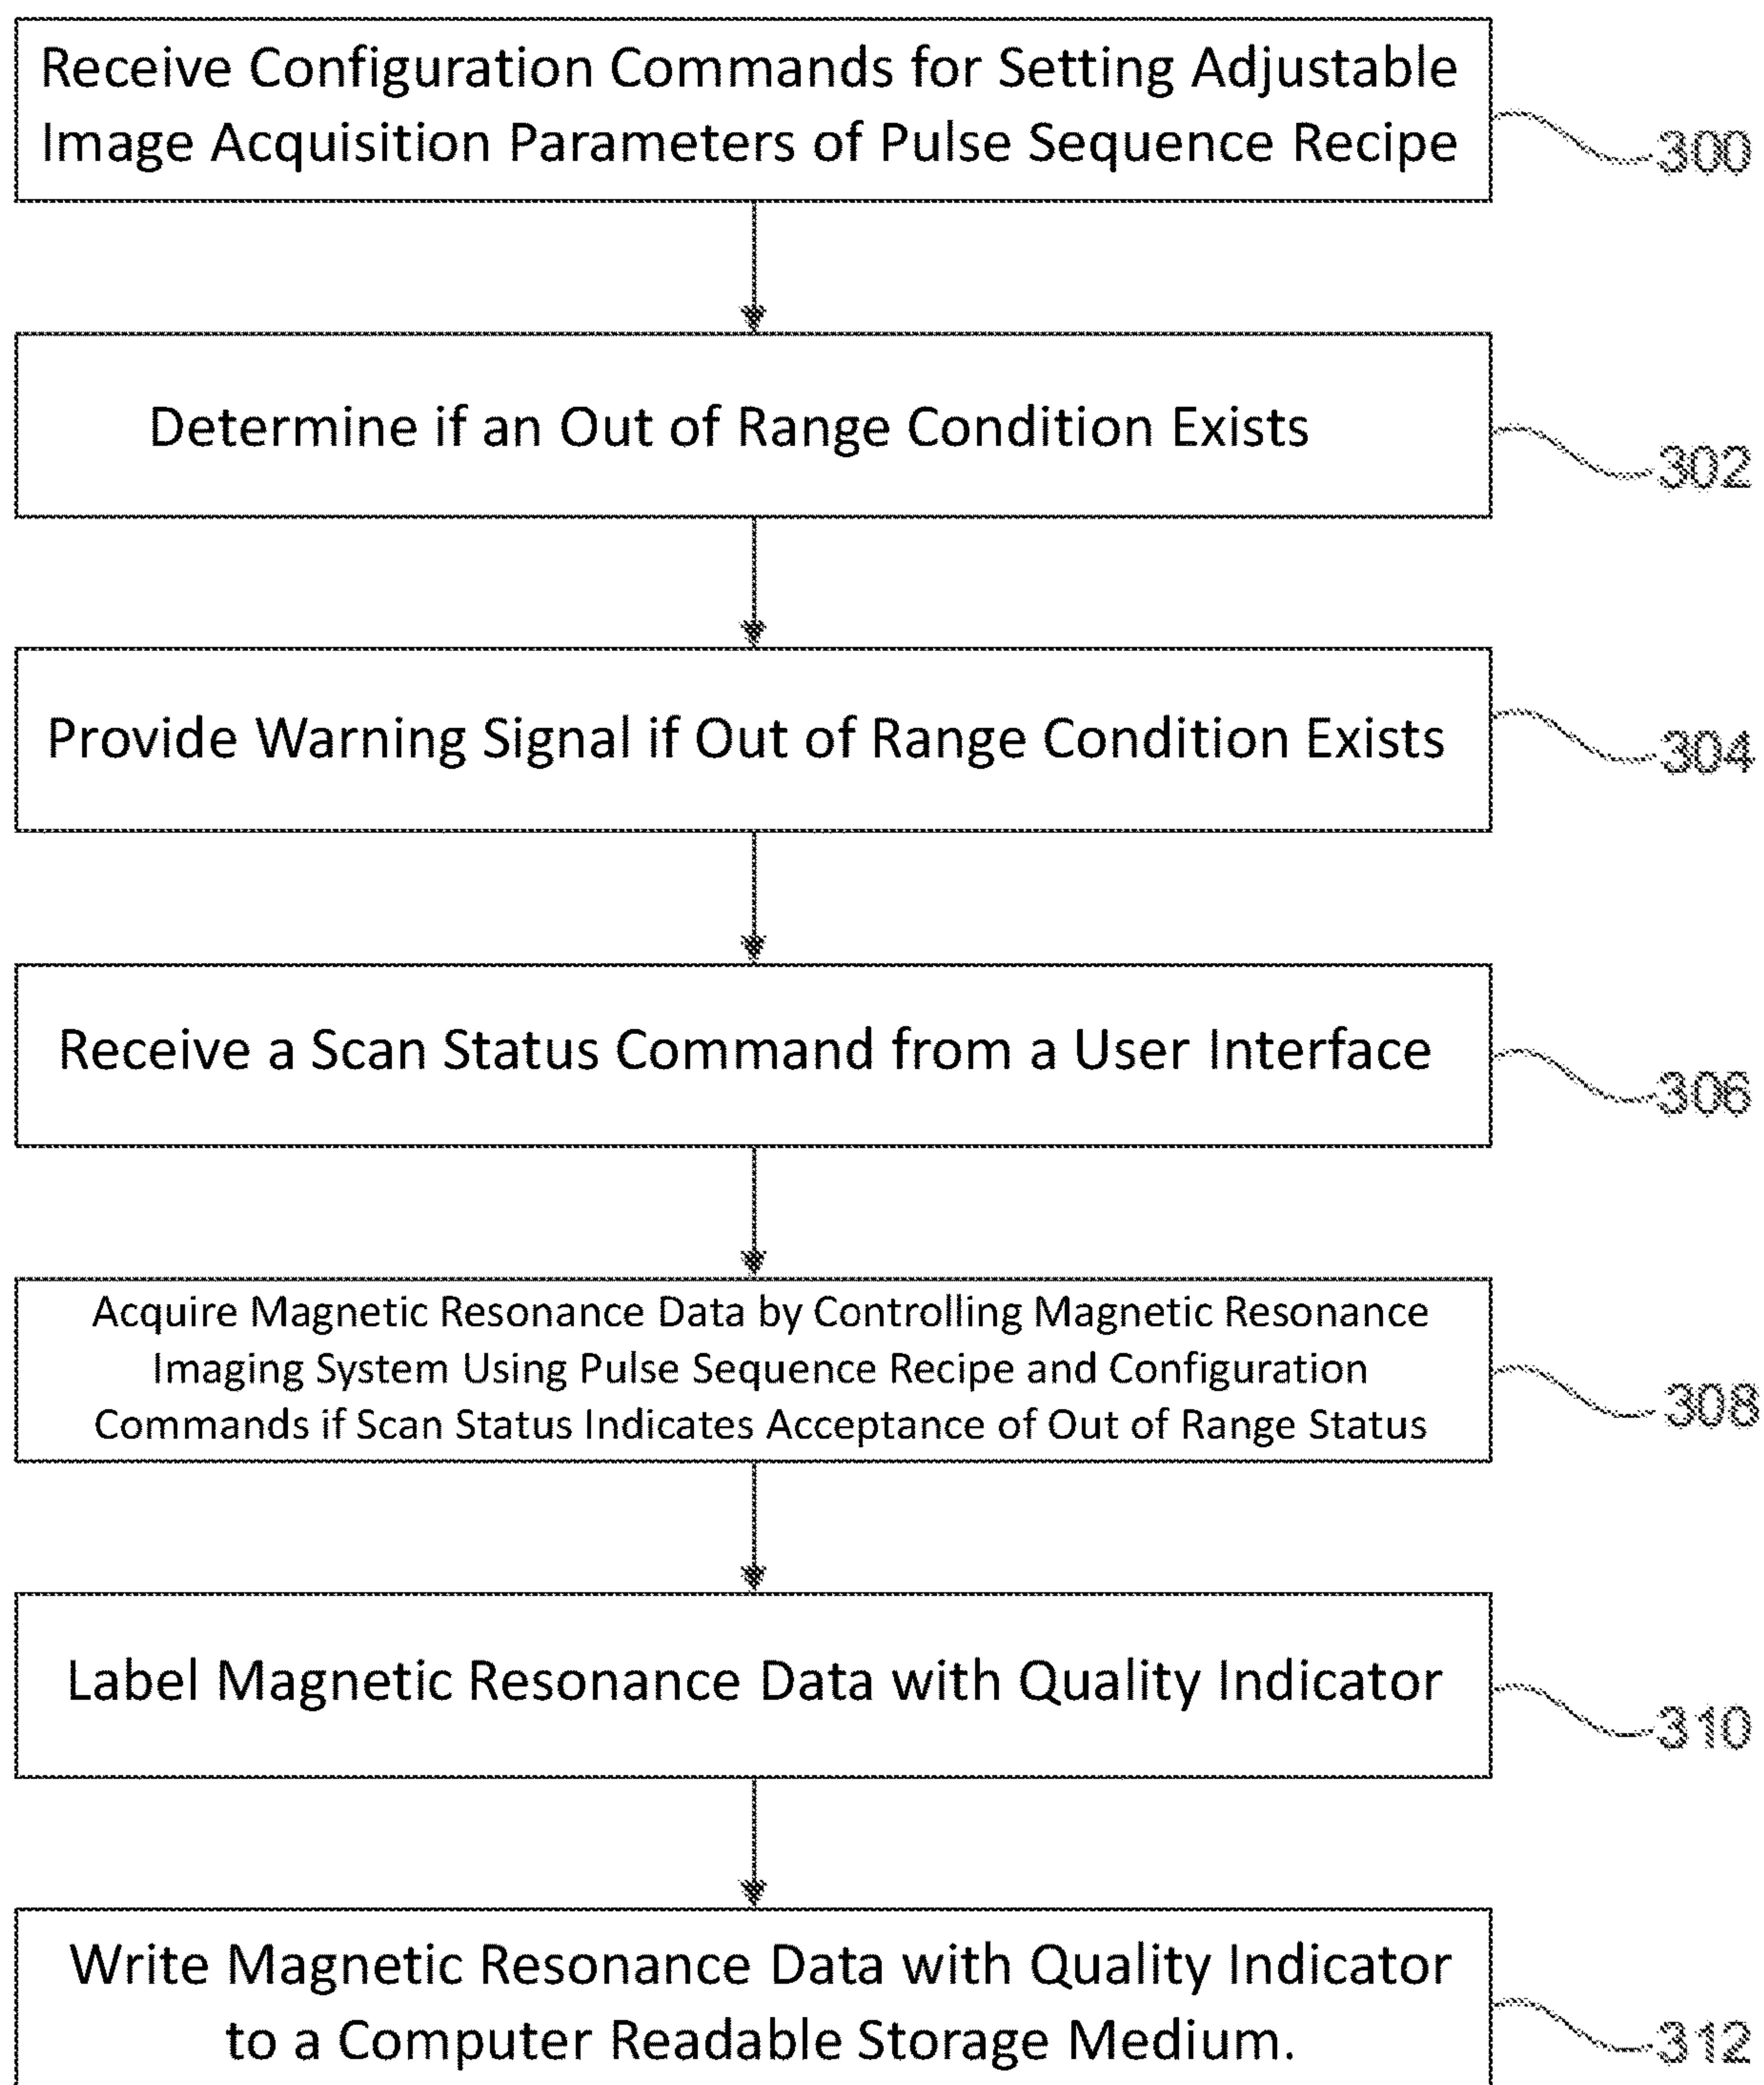 Receive Configuration Commands for Setting Adjustable
Image Acquisition Parameters of Pulse Sequence Recipe
300
Determine if an Out of Range Condition Exists
302
Provide Warning Signal if Out of Range Condition Exists
304
Receive a Scan Status Command from a User Interface
306
Acquire Magnetic Resonance Data by Controlling Magnetic Resonance
Imaging System Using Pulse Sequence Recipe and Configuration
Commands if Scan Status Indicates Acceptance of Out of Range Status
308
Label Magnetic Resonance Data with Quality Indicator
310
Write Magnetic Resonance Data with Quality Indicator
to a Computer Readable Storage Medium.
312